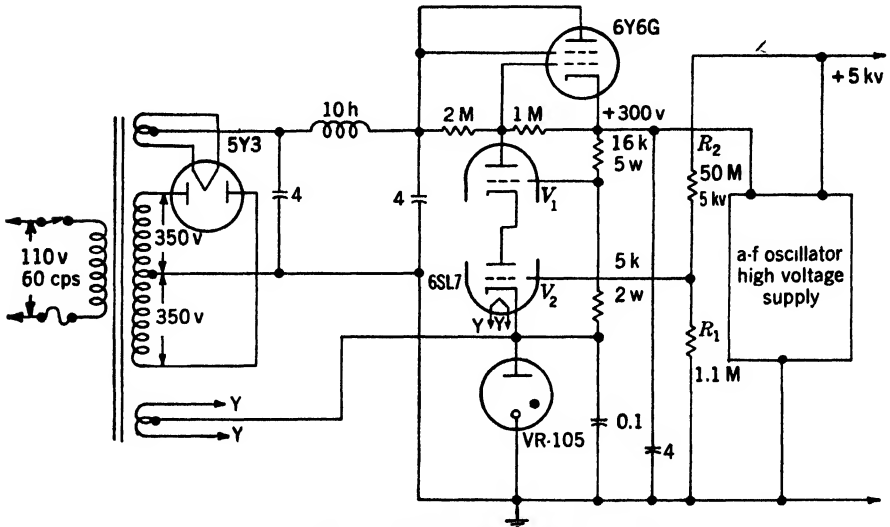 6Y6G
+5 kv
10 h
2 M
1 M
+300 v
5Y3
16 k
5 w
R₂
50 M
5 kv
4
4
V₁
350 v
110 v
60 cps
a-f oscillator
high voltage
supply
5 k
6SL7
V₂
2 w
350 v
Y Y
R₁
1.1 M
Y
Y
VR-105
0.1
4